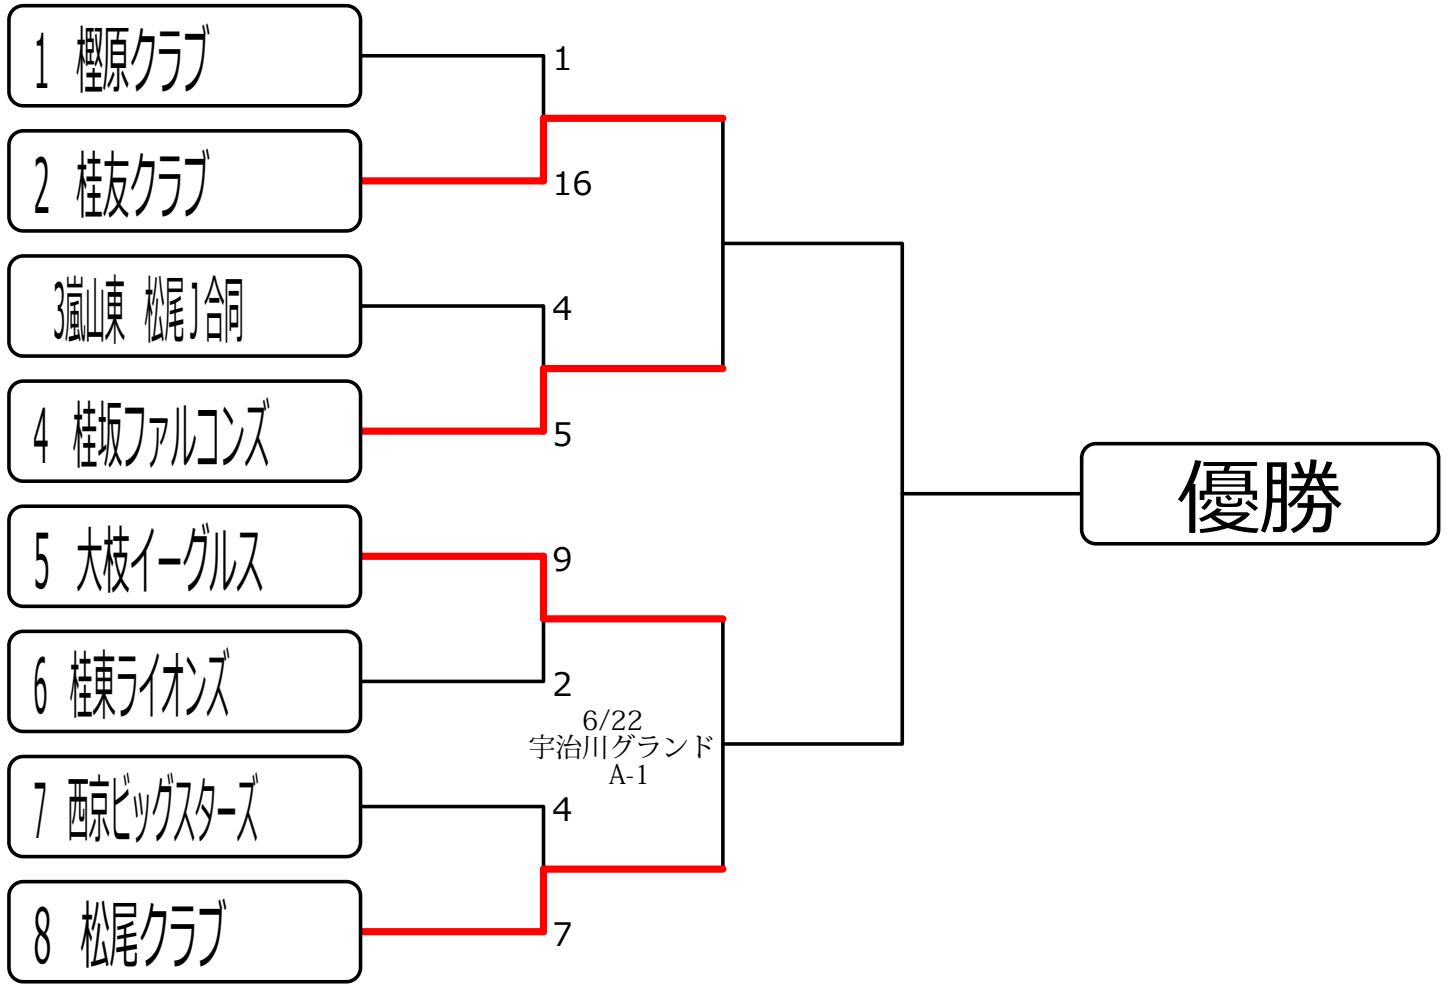 1 樫原クラブ
1
2 桂友クラブ
16
3嵐山東 松尾J合同
4
4 桂坂ファルコンズ
5
優勝
5 大枝イーグルス
9
6 桂東ライオンズ
2
6/22
宇治川グランド
A-1
7 西京ビッグスターズ
4
8 松尾クラブ
7